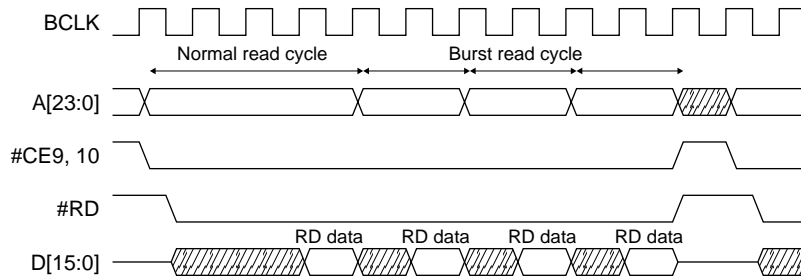 BCLK
Normal read cycle Burst read cycle
A[23:0]
#CE9, 10
#RD
RD data RD data RD data RD data
D[15:0]